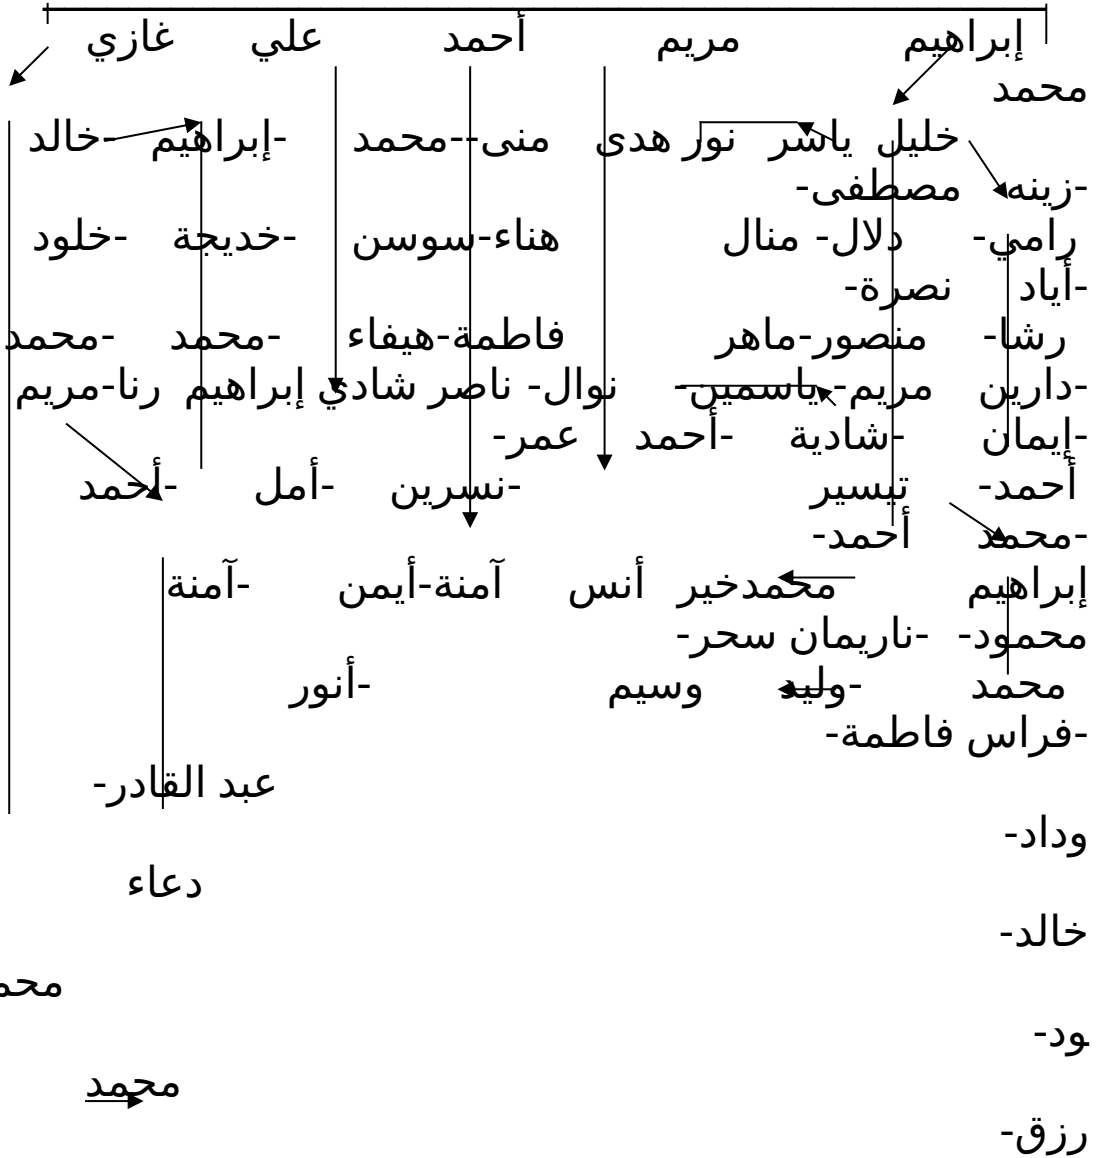 إبراهيم مريم أحمد علي غازي
محمد
خليل ياسر نور هدى منى--محمد -إبراهيم -خالد
-زينه مصطفى-
رامي- دلال- منال هناء-سوسن -خديجة -خلود
-أياد نصرة-
رشا- منصور-ماهر فاطمة-هيفاء -محمد -محمد
-دارين مريم- ياسمين- نوال- ناصر شادي إبراهيم رنا-مريم
-إيمان -شادية -أحمد عمر-
أحمد- تيسير -نسرين -أمل -أحمد
-محمد أحمد-
إبراهيم محمدخير أنس آمنة-أيمن -آمنة
محمود- -ناريمان سحر-
محمد -وليد وسيم -أنور
-فراس فاطمة-
عبد القادر-
وداد-
دعاء
خالد-
محم
ود-
محمد
رزق-